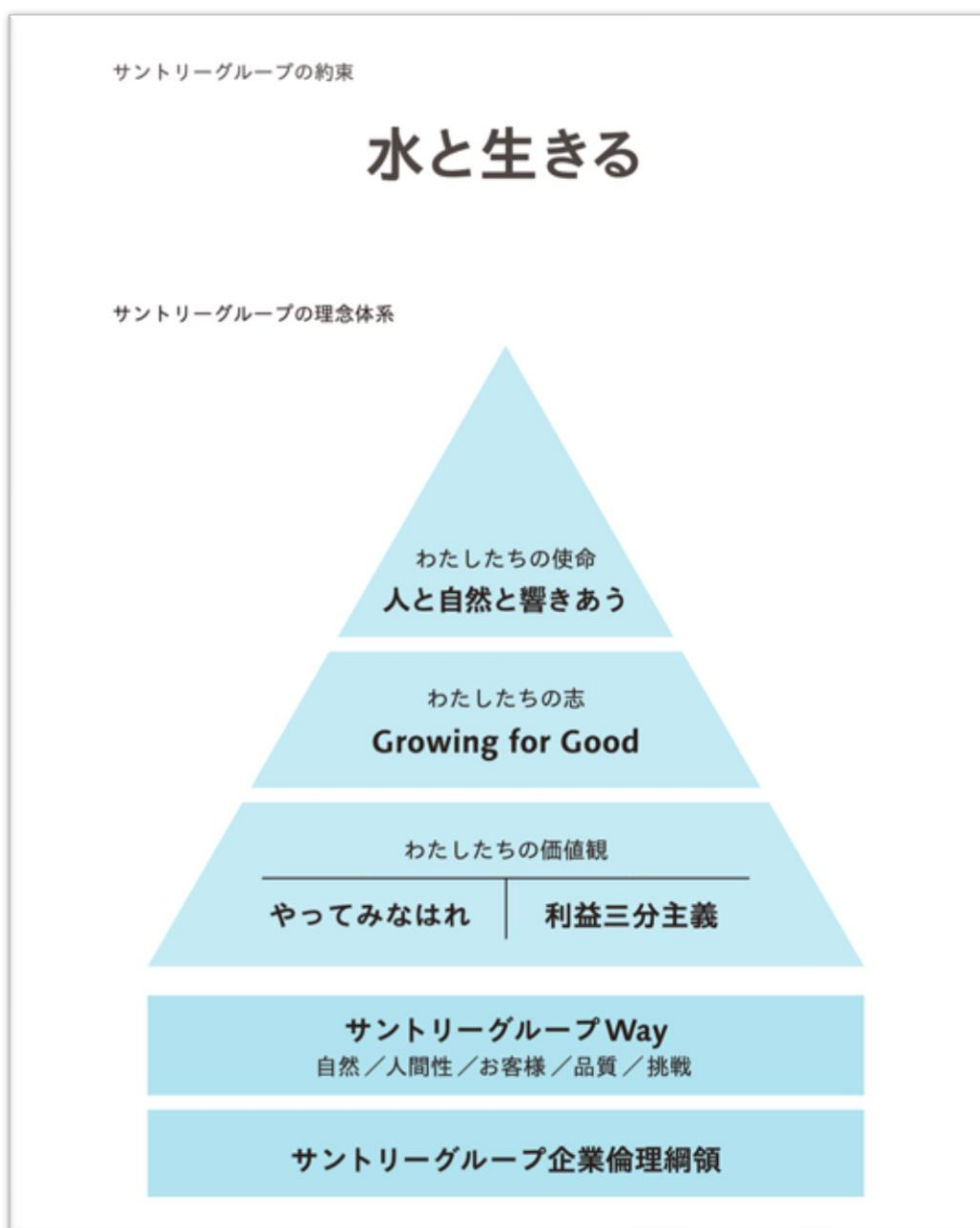 サントリーグループの約束
水と生きる
サントリーグループの理念体系
わたしたちの使命
人と自然と響きあう
わたしたちの志
Growing for Good
わたしたちの価値観
やってみなはれ
利益三分主義
サントリーグループWay
自然／人間性／お客様／品質／挑戦
サントリーグループ企業倫理綱領